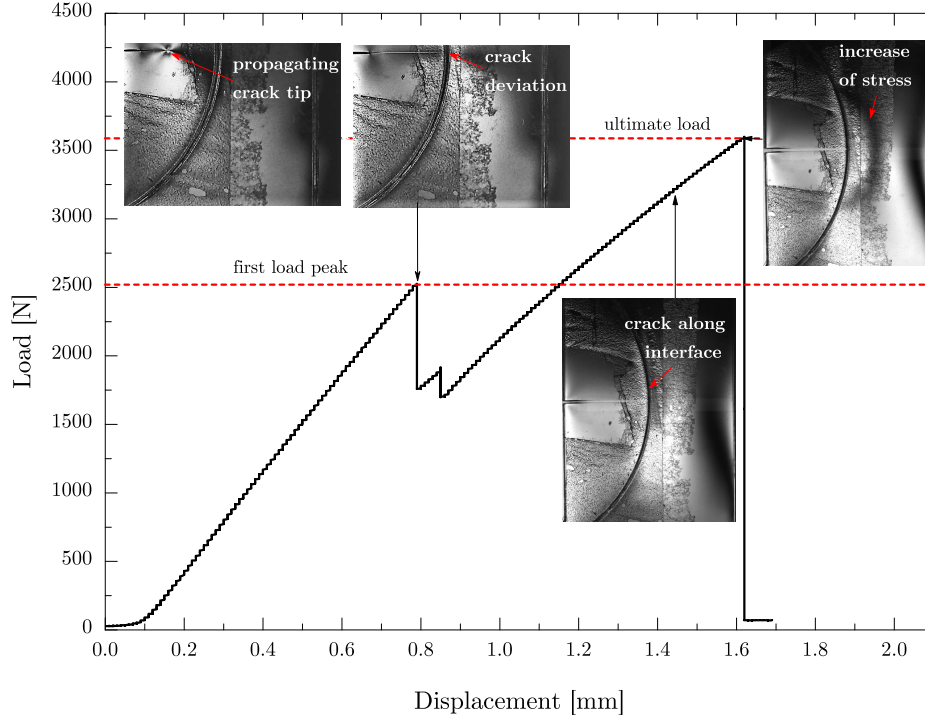 4500
4000
3500
3000
2500
2000
1500
1000
500
0
Load [N]
propagating
crack tip
crack
deviation
increase
of stress
ultimate load
first load peak
crack along
interface
0.0 0.2 0.4 0.6 0.8 1.0 1.2 1.4 1.6 1.8 2.0
Displacement [mm]